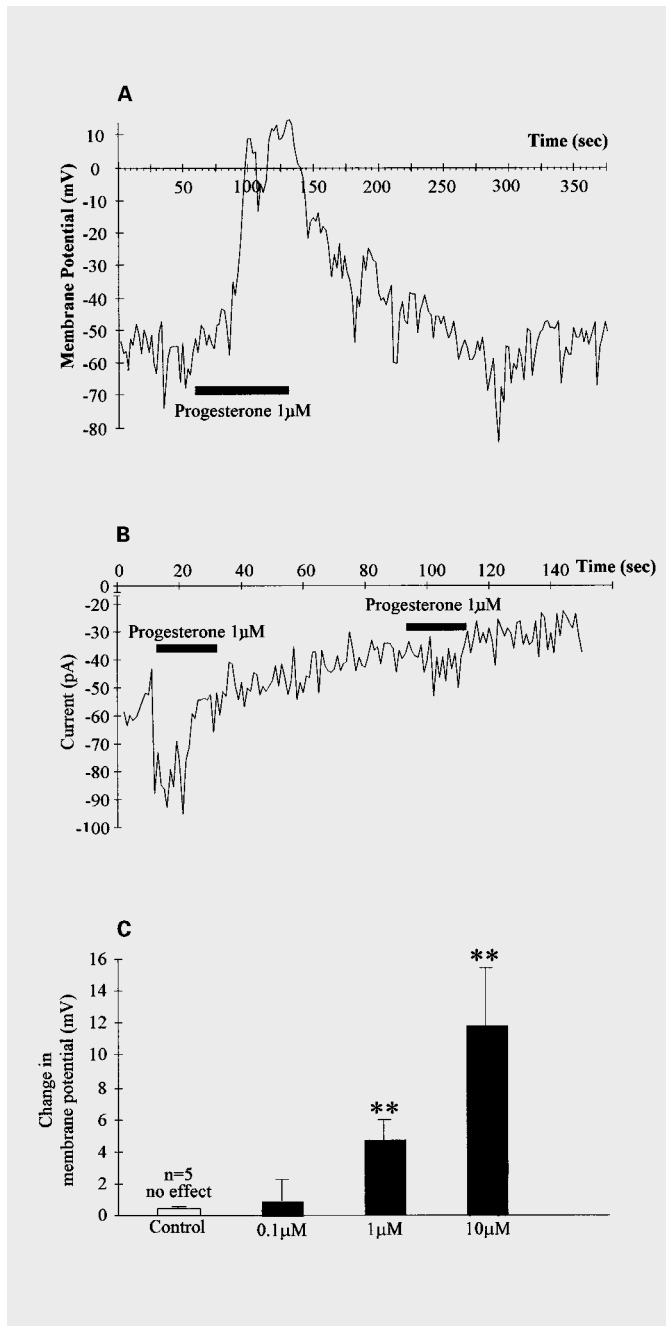 A
Membrane Potential (mV)
Time (sec)
10
0
-10
-20
-30
-40
-50
-60
-70
-80
50 100 150 200 250 300 350
Progesterone 1µM
B
0 20 40 60 80 100 120 140 Time (sec)
Current (pA)
0
-20
-30
-40
-50
-60
-70
-80
-90
-100
Progesterone 1µM
Progesterone 1µM
C
Change in
membrane potential (mV)
16
14
12
10
8
6
4
2
0
**
**
n=5
no effect
Control 0.1µM 1µM 10µM